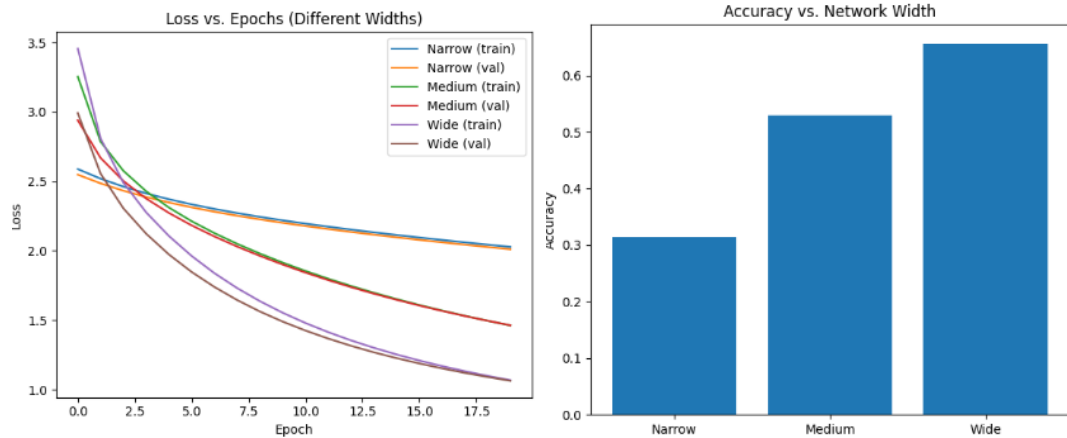 Loss vs. Epochs (Different Widths)
3.5
3.0
2.5
2.0
1.5
1.0
Loss
Narrow (train)
Narrow (val)
Medium (train)
Medium (val)
Wide (train)
Wide (val)
0.0 2.5 5.0 7.5 10.0 12.5 15.0 17.5
Epoch
Accuracy vs. Network Width
0.6
0.5
0.4
0.3
0.2
0.1
0.0
Accuracy
Narrow Medium Wide